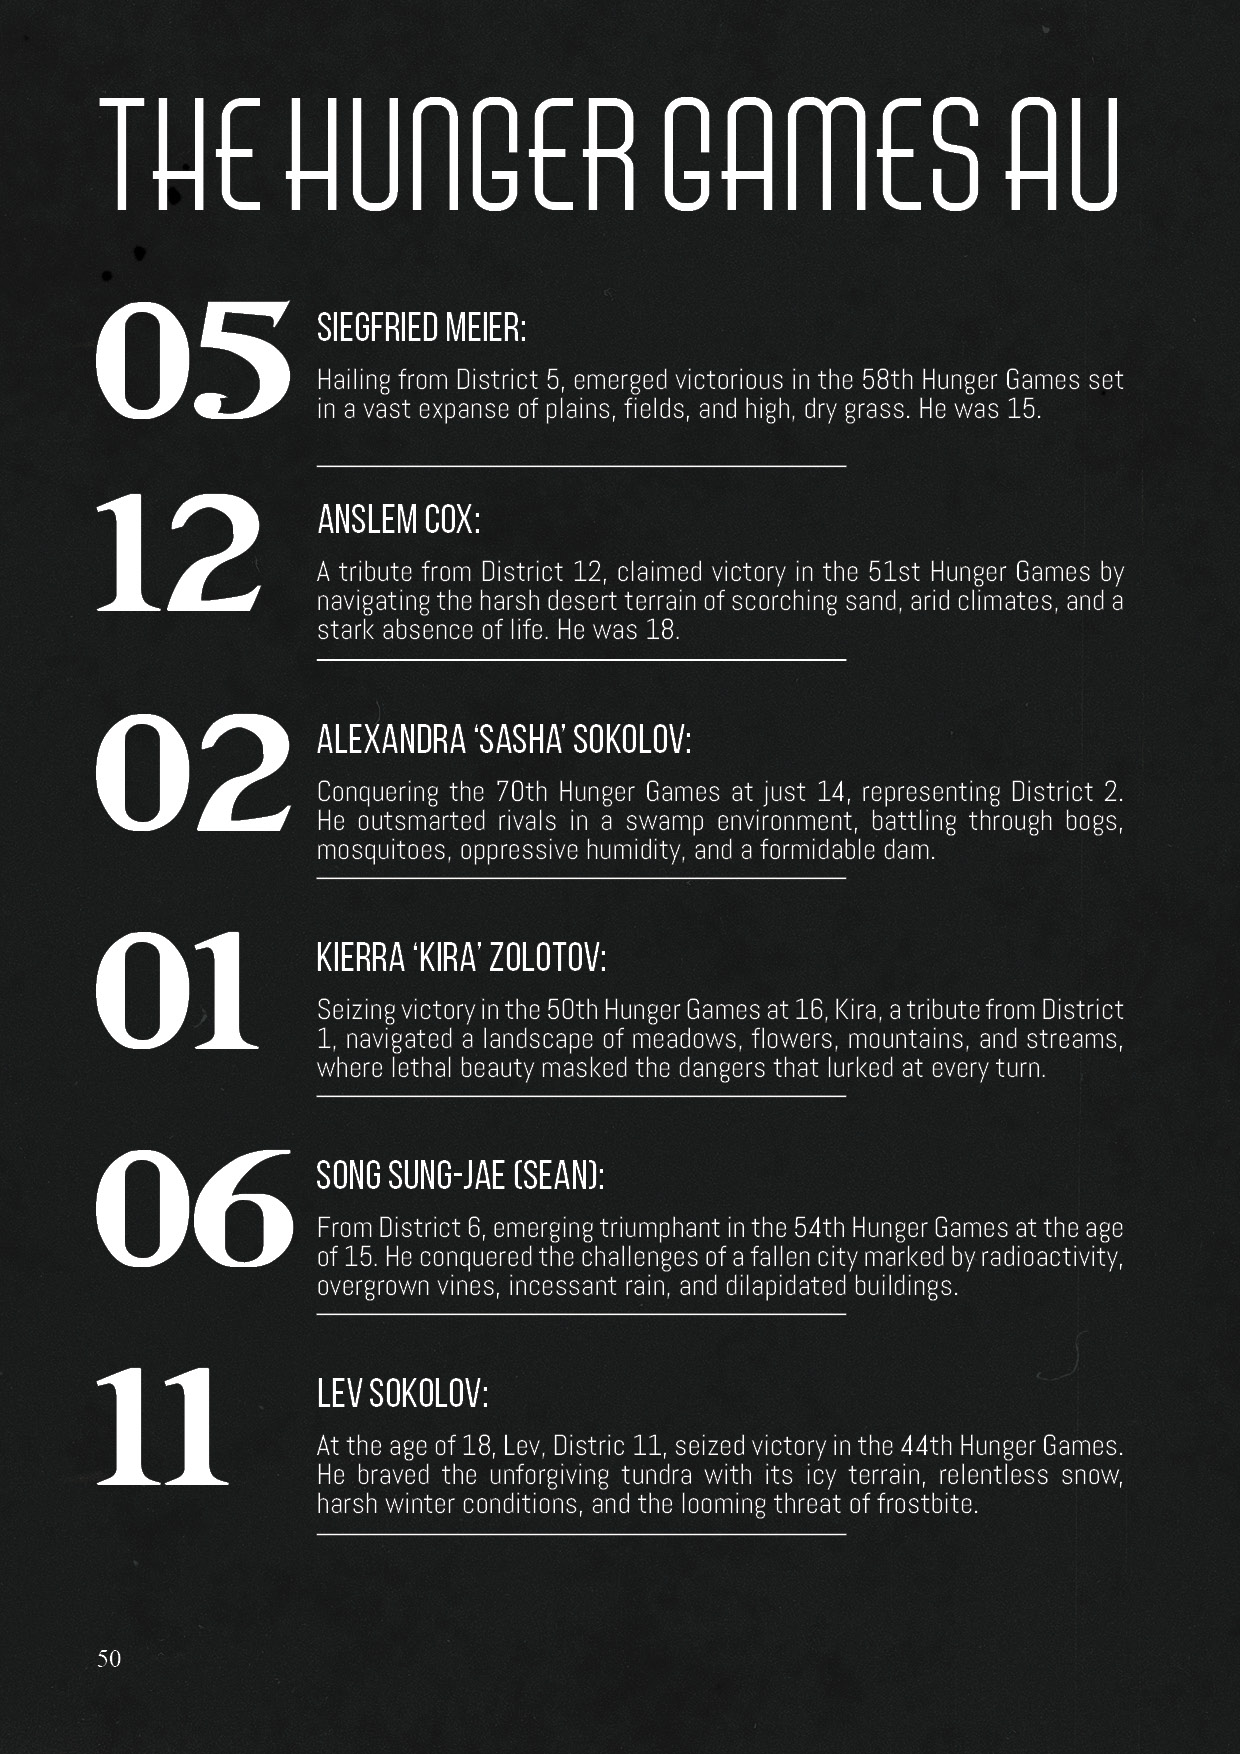 THE HUNGER GAMES AU
05
SIEGFRIED MEIER:
Hailing from District 5, emerged victorious in the 58th Hunger Games set
in a vast expanse of plains, fields, and high, dry grass. He was 15.
12
ANSLEM COX:
A tribute from District 12, claimed victory in the 51st Hunger Games by
navigating the harsh desert terrain of scorching sand, arid climates, and a
stark absence of life. He was 18.
02
ALEXANDRA ‘SASHA’ SOKOLOV:
Conquering the 70th Hunger Games at just 14, representing District 2.
He outsmarted rivals in a swamp environment, battling through bogs,
mosquitoes, oppressive humidity, and a formidable dam.
01
KIERRA ‘KIRA’ ZOLOTOV:
Seizing victory in the 50th Hunger Games at 16, Kira, a tribute from District
1, navigated a landscape of meadows, flowers, mountains, and streams,
where lethal beauty masked the dangers that lurked at every turn.
06
SONG SUNG-JAE (SEAN):
From District 6, emerging triumphant in the 54th Hunger Games at the age
of 15. He conquered the challenges of a fallen city marked by radioactivity,
overgrown vines, incessant rain, and dilapidated buildings.
11
LEV SOKOLOV:
At the age of 18, Lev, Distric 11, seized victory in the 44th Hunger Games.
He braved the unforgiving tundra with its icy terrain, relentless snow,
harsh winter conditions, and the looming threat of frostbite.
50